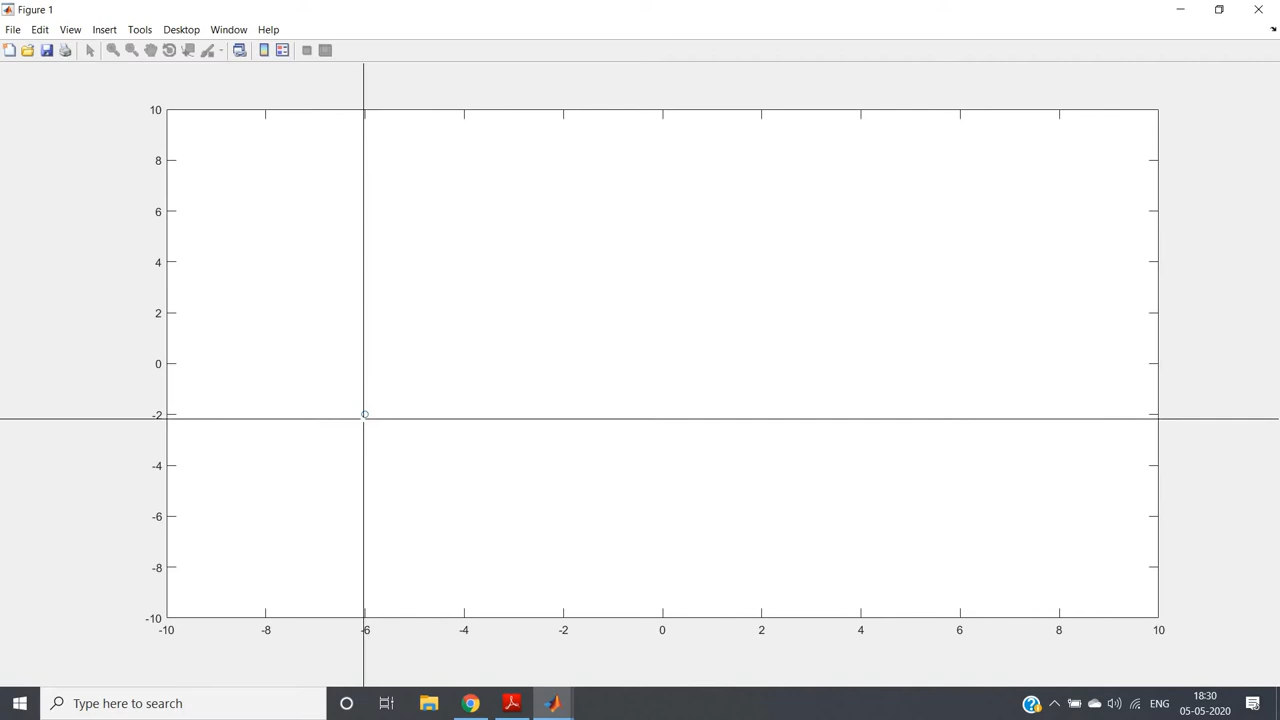 Figure 1
File Edit View Insert Tools Desktop Window Help
10
8
6
4
2
0
-2
-4
-6
-8
-10
-10 -8 -6 -4 -2 0 2 4 6 8 10
Type here to search
ENG
18:30
05-05-2020